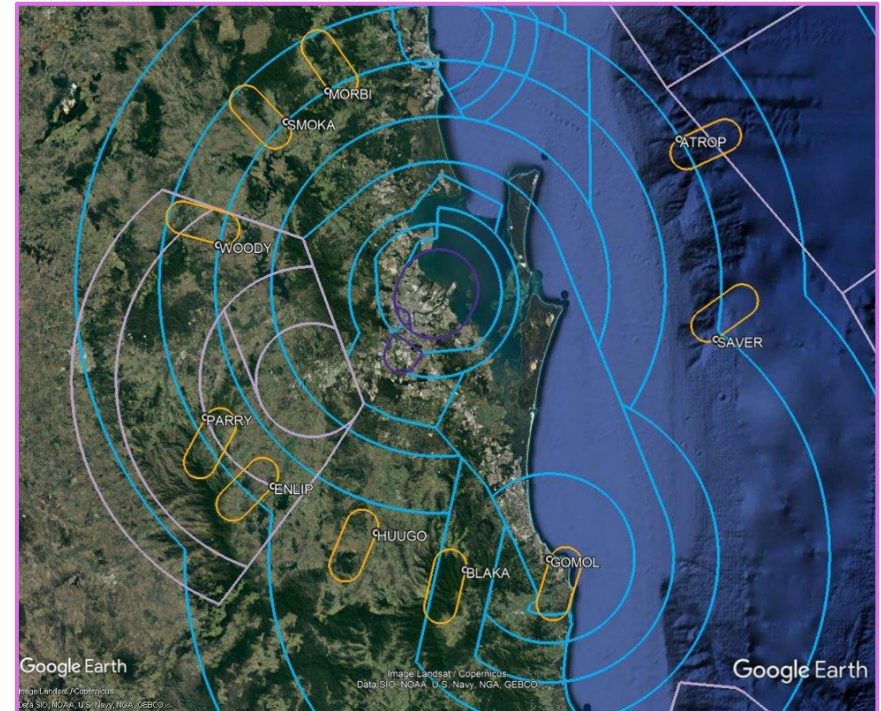 MORBI
SMOKA
ATROP
WOODY
SAVER
PARRY
ENLIP
HUUGO
GOMOL
BLAKA
Google Earth
Image Landsat / Copernicus
Data SIO, NOAA, U.S. Navy, NGA, GEBCO
Image Landsat / Copernicus
Data SIO, NOAA, U.S. Navy, NGA, GEBCO
Google Earth